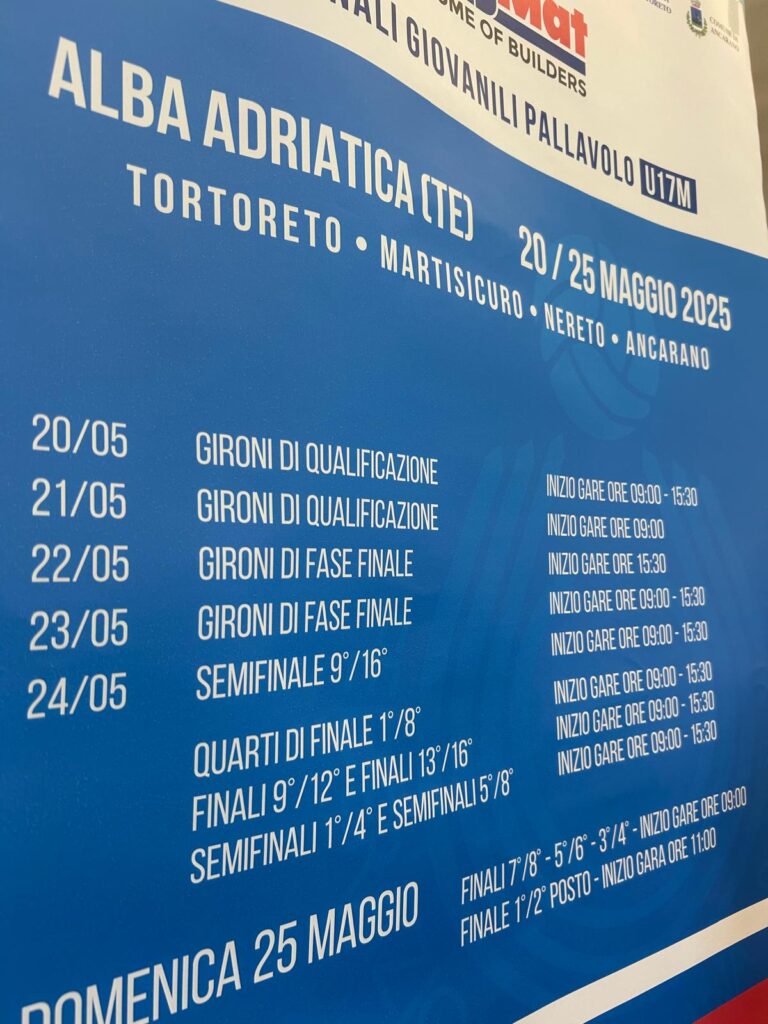 Mat
OME OF BUILDERS
COMUNE DI
ANCARANO
NALI GIOVANILI PALLAVOLO U17M
ALBA ADRIATICA (TE) 20 / 25 MAGGIO 2025
TORTORETO • MARTISICURO • NERETO • ANCARANO
20/05 GIRONI DI QUALIFICAZIONE INIZIO GARE ORE 09:00 - 15:30
21/05 GIRONI DI QUALIFICAZIONE INIZIO GARE ORE 09:00
22/05 GIRONI DI FASE FINALE INIZIO GARE ORE 15:30
23/05 GIRONI DI FASE FINALE INIZIO GARE ORE 09:00 - 15:30
24/05 SEMIFINALE 9°/16° INIZIO GARE ORE 09:00 - 15:30
QUARTI DI FINALE 1°/8° INIZIO GARE ORE 09:00 - 15:30
FINALI 9°/12° E FINALI 13°/16° INIZIO GARE ORE 09:00 - 15:30
SEMIFINALI 1°/4° E SEMIFINALI 5°/8° INIZIO GARE ORE 09:00 - 15:30
DOMENICA 25 MAGGIO
FINALI 7°/8° - 5°/6° - 3°/4° - INIZIO GARE ORE 09:00
FINALE 1°/2° POSTO - INIZIO GARA ORE 11:00